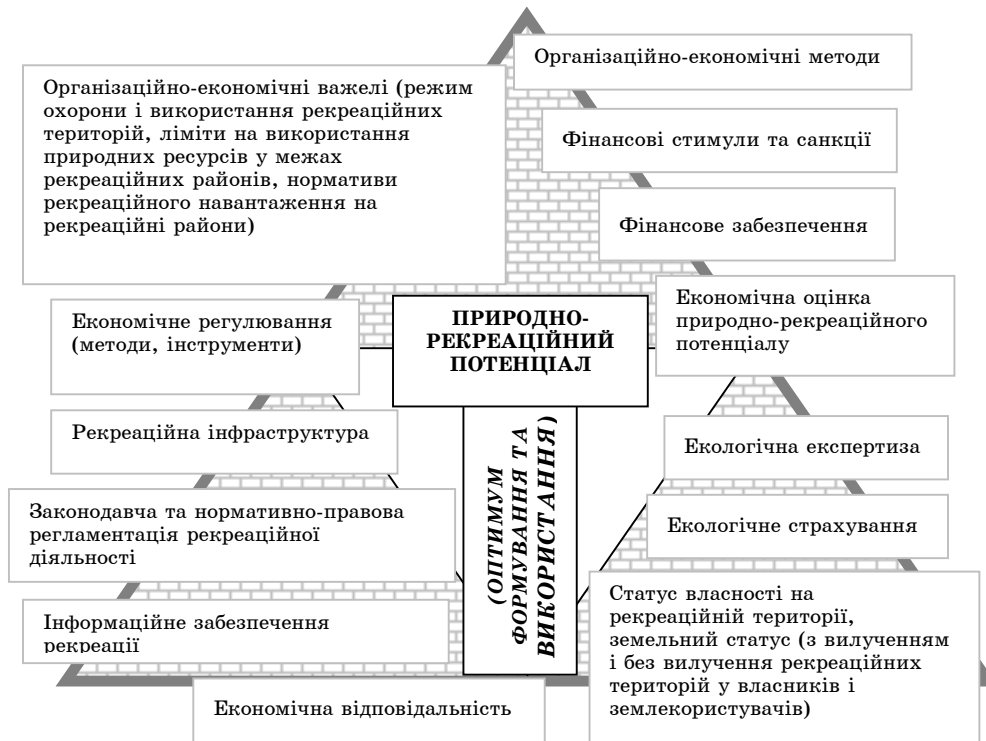 Організаційно-економічні методи
Організаційно-економічні важелі (режим
охорони і використання рекреаційних
територій, ліміти на використання
природних ресурсів у межах
рекреаційних районів, нормативи
рекреаційного навантаження на
рекреаційні райони)
Фінансові стимули та санкції
Фінансове забезпечення
Економічне регулювання
(методи, інструменти)
ПРИРОДНО-
РЕКРЕАЦІЙНИЙ
ПОТЕНЦІАЛ
Економічна оцінка
природно-рекреаційного
потенціалу
Рекреаційна інфраструктура
(ОПТИМУМ
ФОРМУВАННЯ ТА
ВИКОРИСТАННЯ)
Екологічна експертиза
Законодавча та нормативно-правова
регламентація рекреаційної
діяльності
Екологічне страхування
Інформаційне забезпечення
рекреації
Статус власності на
рекреаційній території,
земельний статус (з вилученням
і без вилучення рекреаційних
територій у власників і
землекористувачів)
Економічна відповідальність